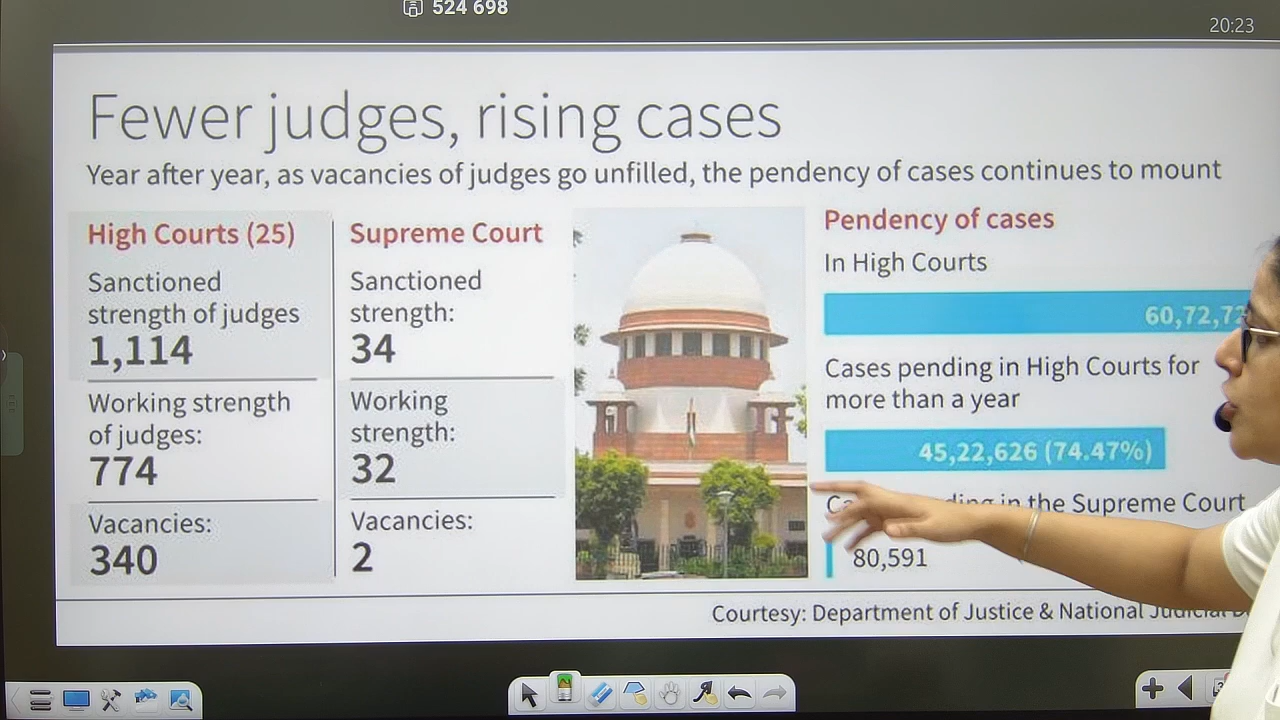 524 698
20:23
Fewer judges, rising cases
Year after year, as vacancies of judges go unfilled, the pendency of cases continues to mount
High Courts (25)
Sanctioned
strength of judges
1,114
Working strength
of judges:
774
Vacancies:
340
Supreme Court
Sanctioned
strength:
34
Working
strength:
32
Vacancies:
2
Pendency of cases
In High Courts
60,72,7
Cases pending in High Courts for
more than a year
45,22,626 (74.47%)
in the Supreme Court
80,591
Courtesy: Department of Justice & National Judicial